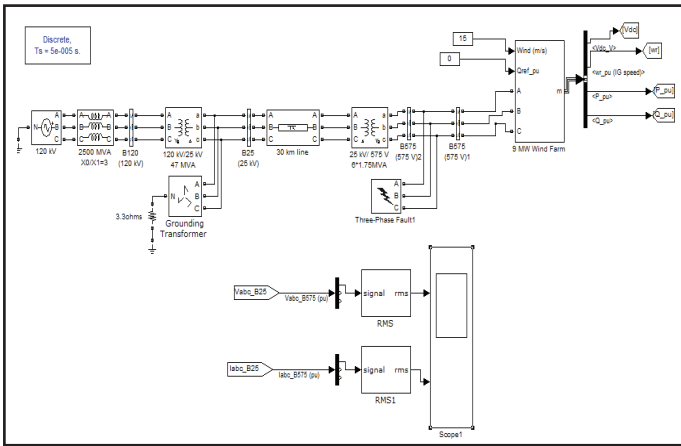 Discrete,
Ts = 5e-005 s.
15
0
Wind (m/s)
Qref_pu
A
B
C
m
9 MW Wind Farm
[Vdc]
<Vdc_V>
[wr]
<wr_pu (IG speed)>
[P_pu]
<P_pu>
[Q_pu]
<Q_pu>
N
A
B
C
120 kV
A A
B B
C C
2500 MVA
X0/X1=3
B120
(120 kV)
A a
B b
C c
120 kV/25 kV
47 MVA
B25
(25 kV)
A A
B B
C C
30 km line
A a
B b
C c
25 kV/ 575 V
6*1.75MVA
B575
(575 V)2
B575
(575 V)1
3.3ohms
N
A
B
C
Grounding
Transformer
A
B
C
Three-Phase Fault1
Vabc_B25
Vabc_B575 (pu)
signal rms
RMS
Iabc_B25
Iabc_B575 (pu)
signal rms
RMS1
Scope1